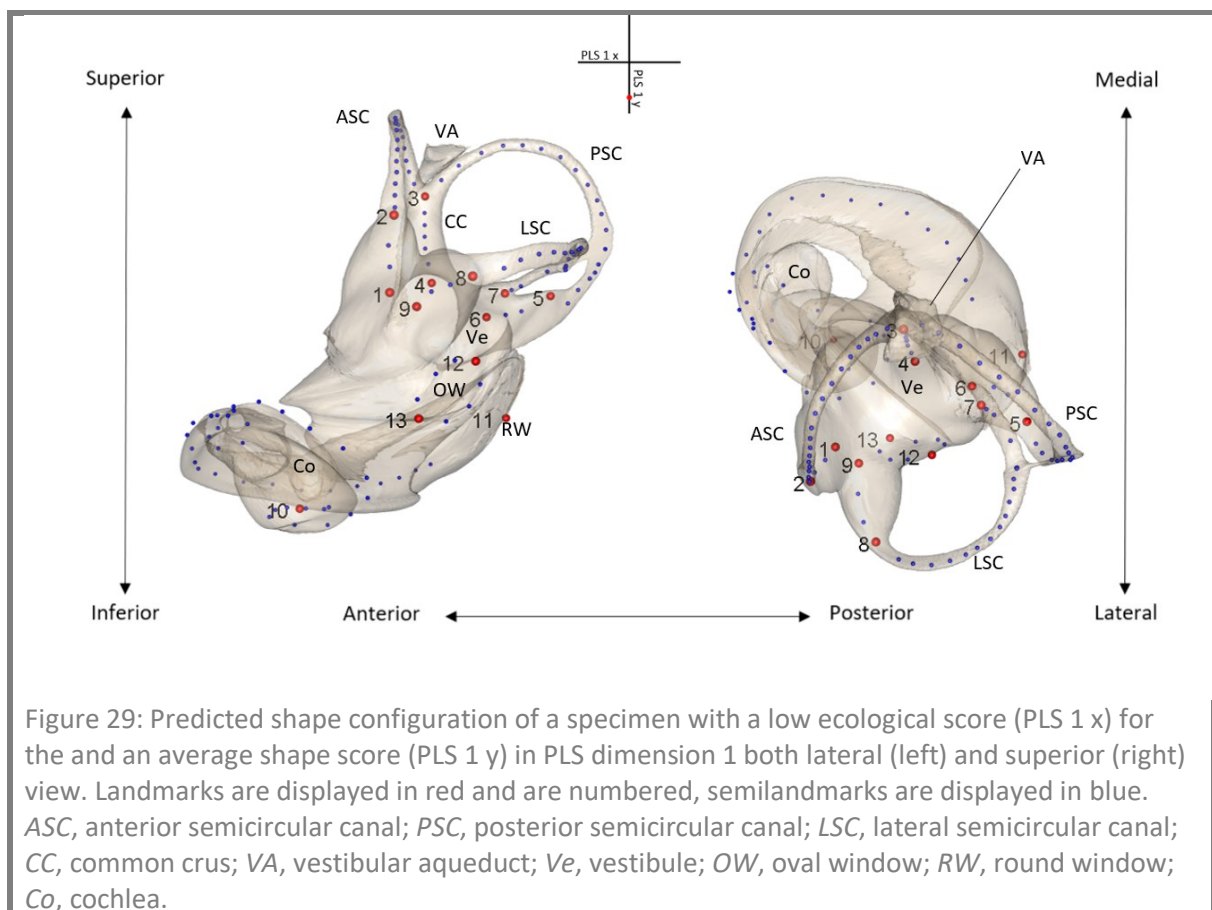 PLS 1 x
PLS 1 y
Superior
Medial
ASC
VA
PSC
VA
3
2
CC
LSC
Co
8
4
1
7
5
9
6
Ve
3
10
4
11
12
Ve
OW
6
7
13
11
RW
ASC
5
PSC
1
13
9
12
Co
2
10
8
LSC
Inferior
Anterior
Posterior
Lateral
Figure 29: Predicted shape configuration of a specimen with a low ecological score (PLS 1 x) for
the and an average shape score (PLS 1 y) in PLS dimension 1 both lateral (left) and superior (right)
view. Landmarks are displayed in red and are numbered, semilandmarks are displayed in blue.
ASC, anterior semicircular canal; PSC, posterior semicircular canal; LSC, lateral semicircular canal;
CC, common crus; VA, vestibular aqueduct; Ve, vestibule; OW, oval window; RW, round window;
Co, cochlea.